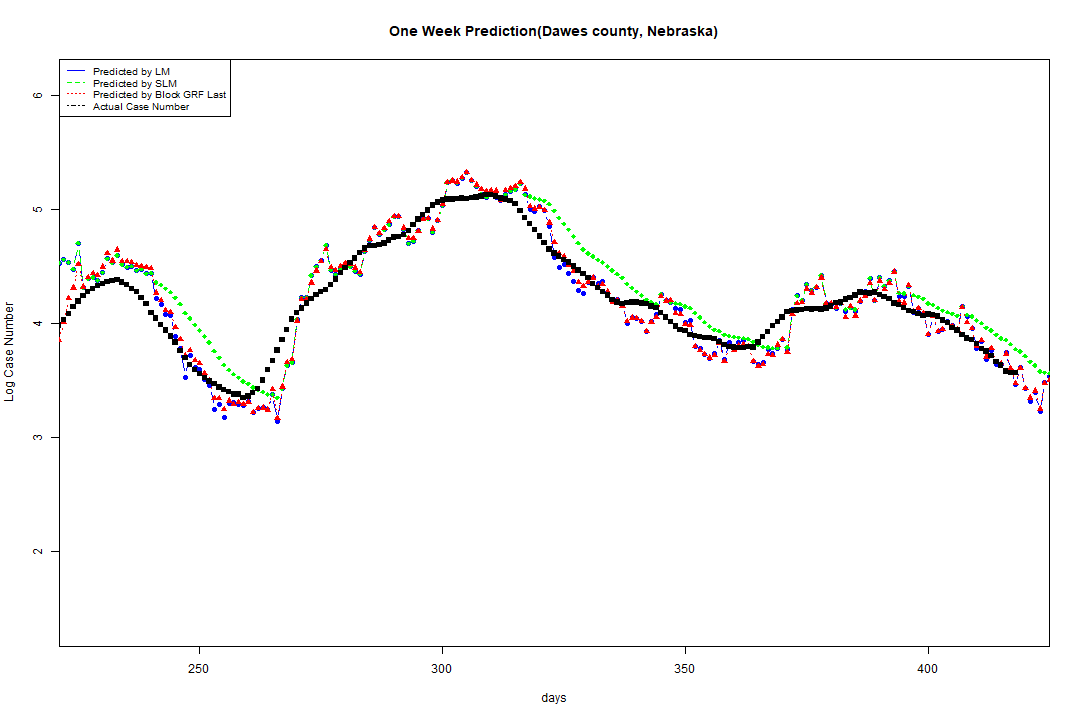 One Week Prediction(Dawes county, Nebraska)
Predicted by LM
Predicted by SLM
Predicted by Block GRF Last
Actual Case Number
6
5
4
3
2
Log Case Number
250 300 350 400
days